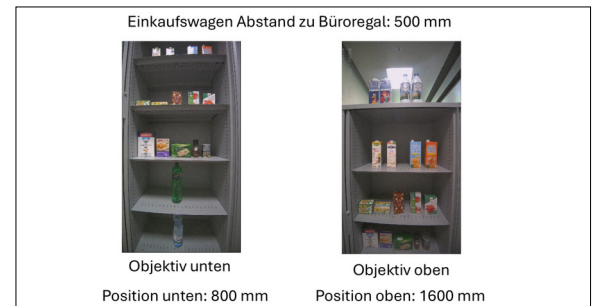 Einkaufswagen Abstand zu Büroregal: 500 mm
Objektiv unten
Objektiv oben
Position unten: 800 mm
Position oben: 1600 mm